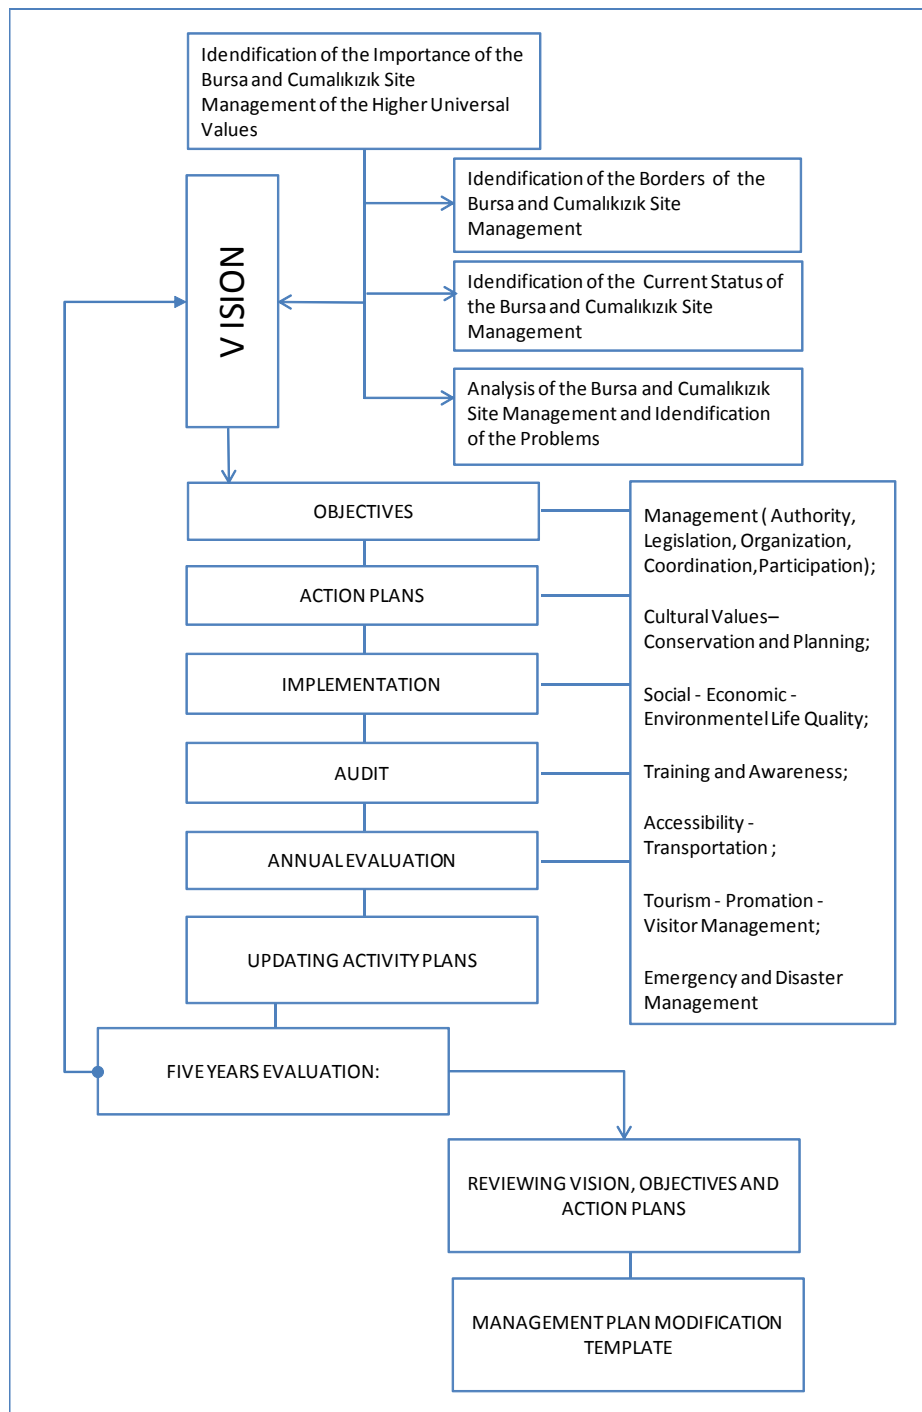 Idendification of the Importance of the
Bursa and Cumalıkızık Site
Management of the Higher Universal
Values
Idendification of the Borders of the
Bursa and Cumalıkızık Site
Management
V ISION
Idendification of the Current Status of
the Bursa and Cumalıkızık Site
Management
Analysis of the Bursa and Cumalıkızık
Site Management and Idendification
of the Problems
OBJECTIVES
ACTION PLANS
IMPLEMENTATION
AUDIT
ANNUAL EVALUATION
UPDATING ACTIVITY PLANS
Management ( Authority,
Legislation, Organization,
Coordination,Participation);
Cultural Values–
Conservation and Planning;
Social - Economic -
Environmentel Life Quality;
Training and Awareness;
Accessibility -
Transportation ;
Tourism - Promation -
Visitor Management;
Emergency and Disaster
Management
FIVE YEARS EVALUATION:
REVIEWING VISION, OBJECTIVES AND
ACTION PLANS
MANAGEMENT PLAN MODIFICATION
TEMPLATE